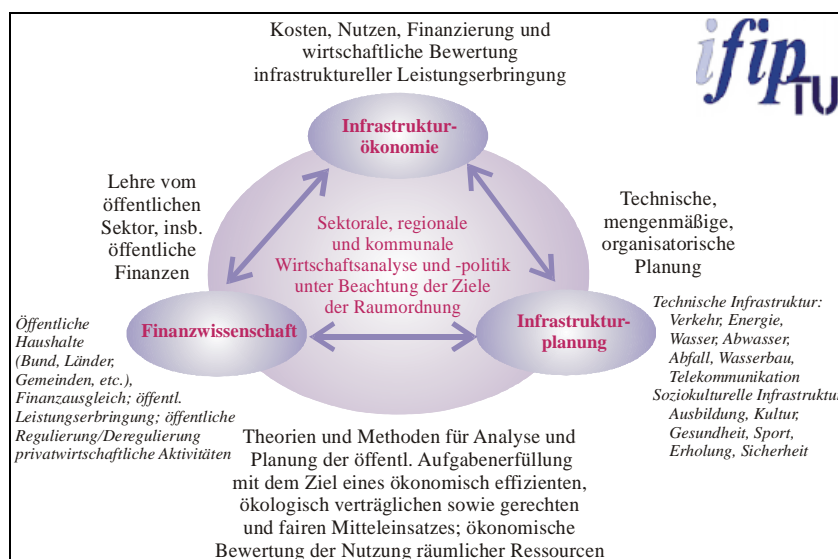 Kosten, Nutzen, Finanzierung und
wirtschaftliche Bewertung
infrastruktureller Leistungserbringung
ifip
TU
Infrastruktur-
ökonomie
Lehre vom
öffentlichen
Sektor, insb.
öffentliche
Finanzen
Technische,
mengenmäßige,
organisatorische
Planung
Sektorale, regionale
und kommunale
Wirtschaftsanalyse und -politik
unter Beachtung der Ziele
der Raumordnung
Finanzwissenschaft
Infrastruktur-
planung
Öffentliche
Haushalte
(Bund, Länder,
Gemeinden, etc.),
Finanzausgleich; öffentl.
Leistungserbringung; öffentliche
Regulierung/Deregulierung
privatwirtschaftliche Aktivitäten
Technische Infrastruktur:
Verkehr, Energie,
Wasser, Abwasser,
Abfall, Wasserbau,
Telekommunikation
Soziokulturelle Infrastruktu
Ausbildung, Kultur,
Gesundheit, Sport,
Erholung, Sicherheit
Theorien und Methoden für Analyse und
Planung der öffentl. Aufgabenerfüllung
mit dem Ziel eines ökonomisch effizienten,
ökologisch verträglichen sowie gerechten
und fairen Mitteleinsatzes; ökonomische
Bewertung der Nutzung räumlicher Ressourcen